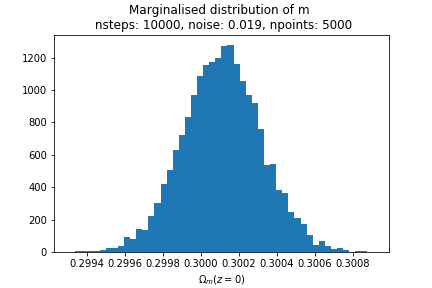 Marginalised distribution of m
nsteps: 10000, noise: 0.019, npoints: 5000
1200
1000
800
600
400
200
0
0.2994 0.2996 0.2998 0.3000 0.3002 0.3004 0.3006 0.3008
Ωm(z = 0)